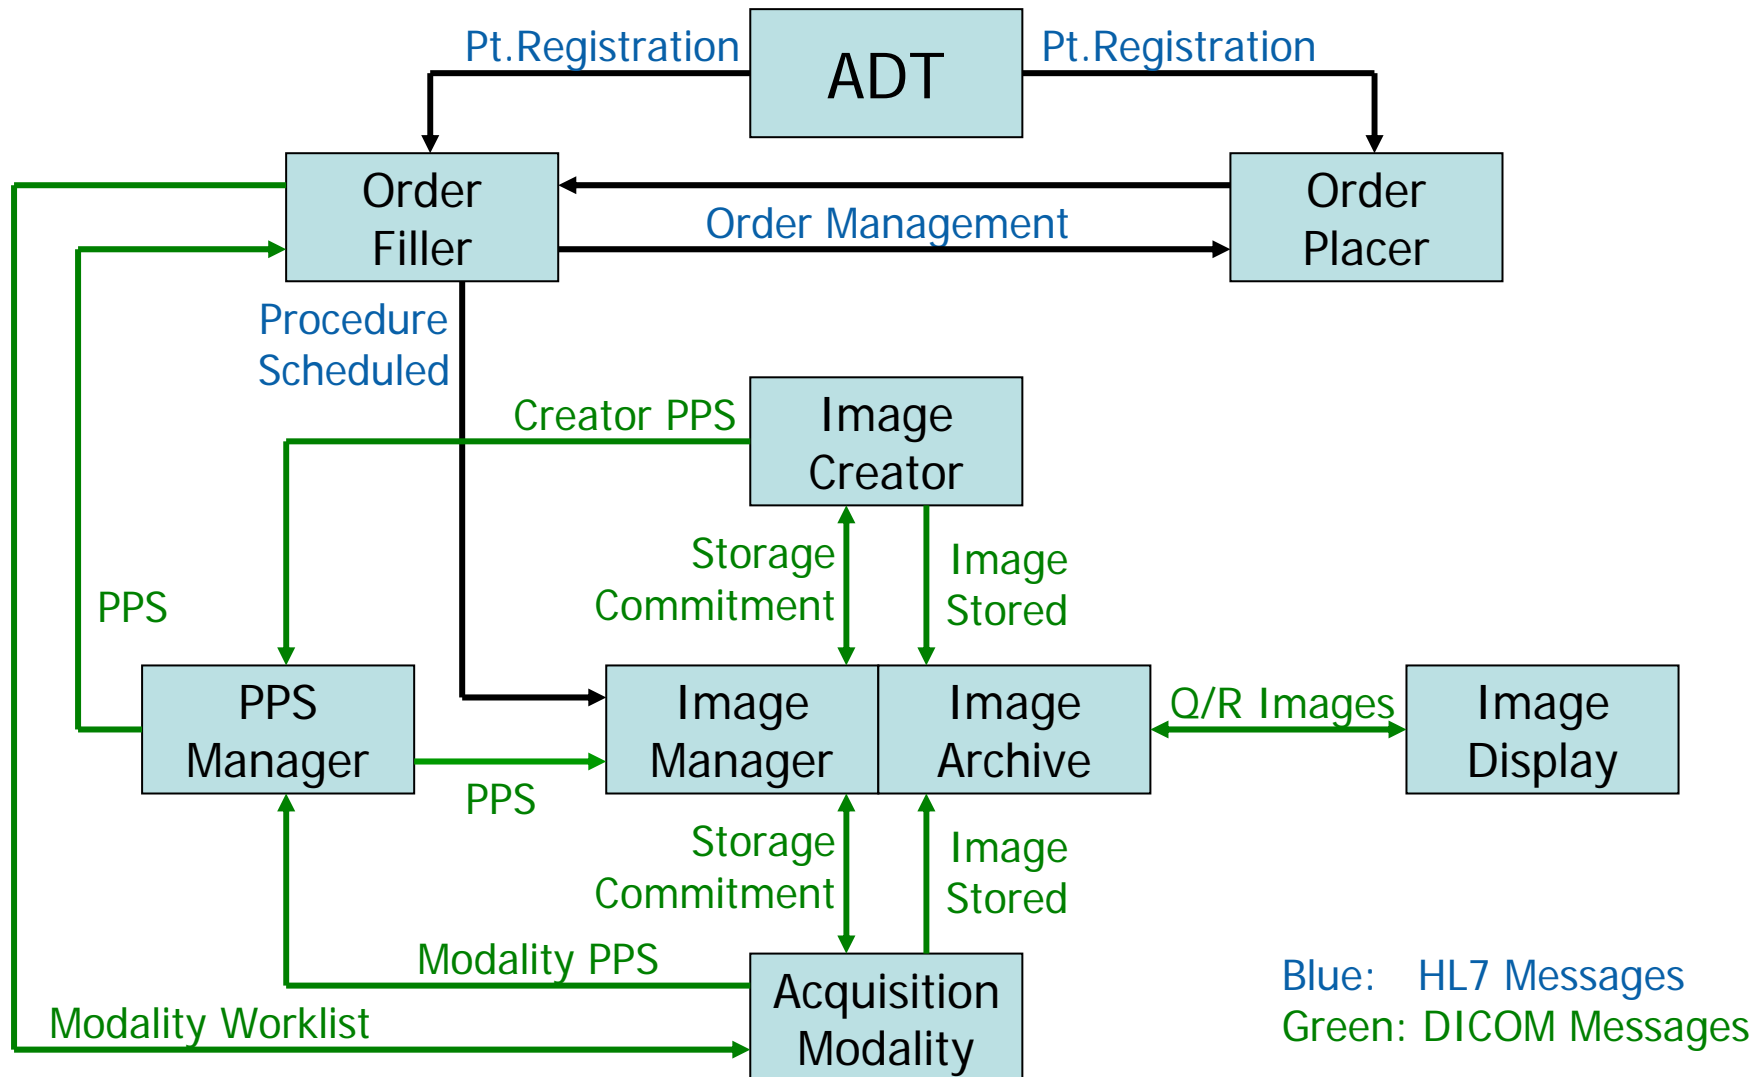 Pt.Registration
ADT
Pt.Registration
Order
Filler
Order Management
Order
Placer
Procedure
Scheduled
Creator PPS
Image
Creator
Storage
Commitment
Image
Stored
PPS
PPS
Manager
PPS
Image
Manager
Image
Archive
Q/R Images
Image
Display
Storage
Commitment
Image
Stored
Modality PPS
Modality Worklist
Acquisition
Modality
Blue: HL7 Messages
Green: DICOM Messages